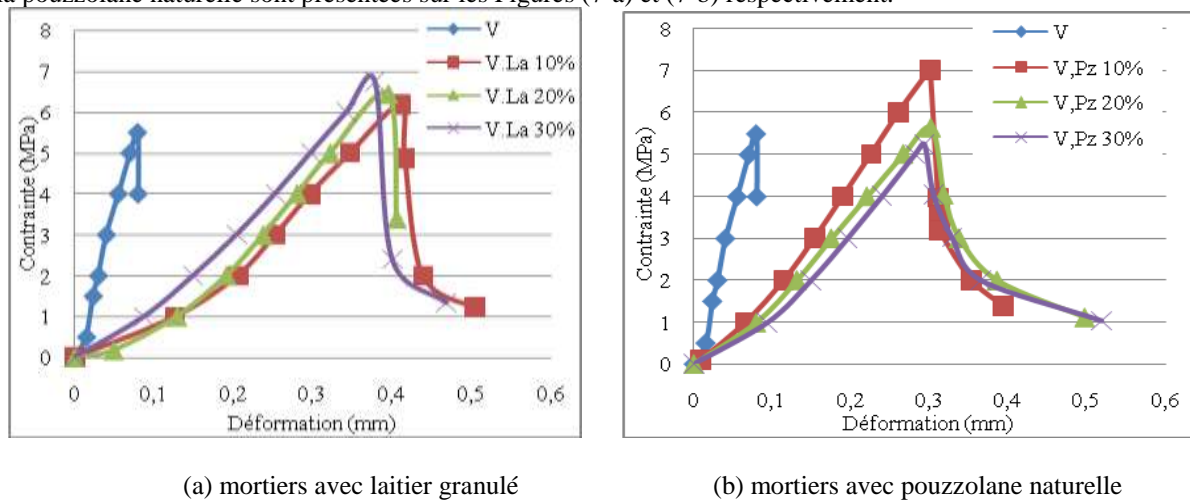 la pouzzolane naturelle sont présentées sur les Figures (7-a) et (7-b) respectivement.
8
7
6
5
4
3
2
1
0
Contrainte (MPa)
0 0,1 0,2 0,3 0,4 0,5 0,6
Déformation (mm)
V
V.La 10%
V.La 20%
V.La 30%
8
7
6
5
4
3
2
1
0
Contrainte (MPa)
0 0,1 0,2 0,3 0,4 0,5 0,6
Déformation (mm)
V
V,Pz 10%
V,Pz 20%
V,Pz 30%
(a) mortiers avec laitier granulé
(b) mortiers avec pouzzolane naturelle